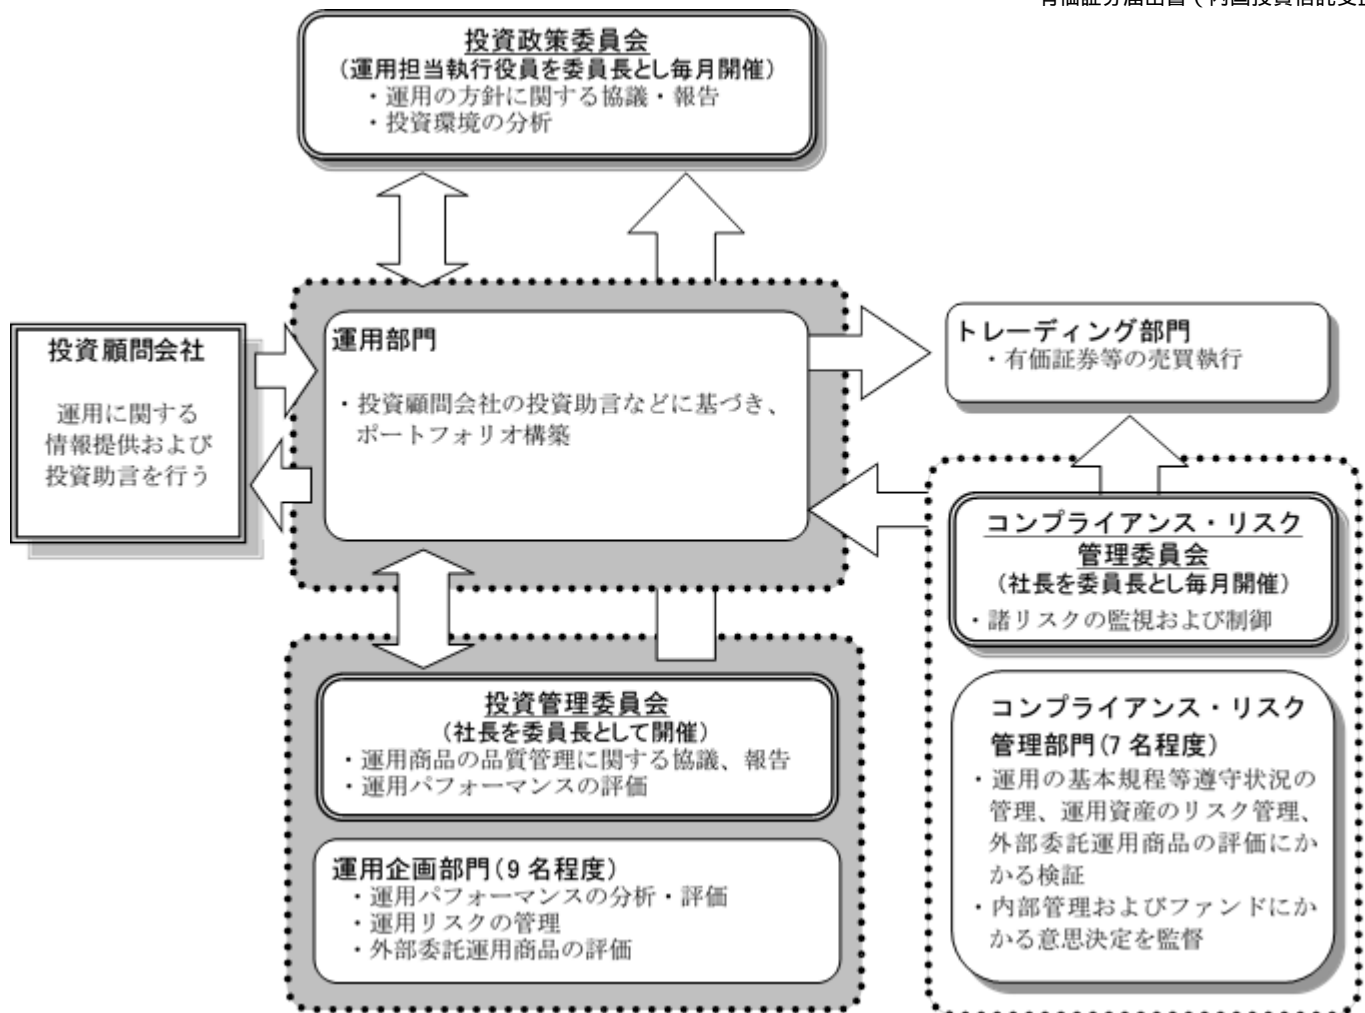 有価証券届出書(内国投資信託受益
投資政策委員会
(運用担当執行役員を委員長とし毎月開催)
・運用の方針に関する協議・報告
・投資環境の分析
投資顧問会社
運用に関する
情報提供および
投資助言を行う
運用部門
・投資顧問会社の投資助言などに基づき、
ポートフォリオ構築
トレーディング部門
・有価証券等の売買執行
コンプライアンス・リスク
管理委員会
(社長を委員長とし毎月開催)
・諸リスクの監視および制御
コンプライアンス・リスク
管理部門(7名程度)
・運用の基本規程等遵守状況の
管理、運用資産のリスク管理、
外部委託運用商品の評価にか
かる検証
・内部管理およびファンドにか
かる意思決定を監督
投資管理委員会
(社長を委員長として開催)
・運用商品の品質管理に関する協議、報告
・運用パフォーマンスの評価
運用企画部門(9名程度)
・運用パフォーマンスの分析・評価
・運用リスクの管理
・外部委託運用商品の評価